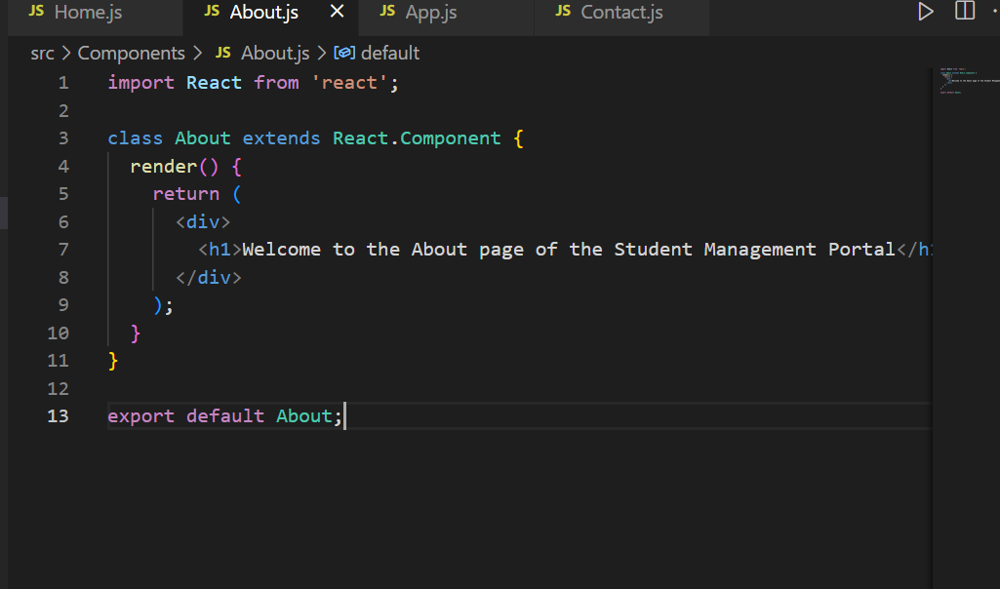 JS Home.js JS About.js JS App.js JS Contact.js
src > Components > JS About.js > default
1 import React from 'react';
2
3 class About extends React.Component {
4   render() {
5     return (
6       <div>
7         <h1>Welcome to the About page of the Student Management Portal</h
8       </div>
9     );
10   }
11 }
12
13 export default About;